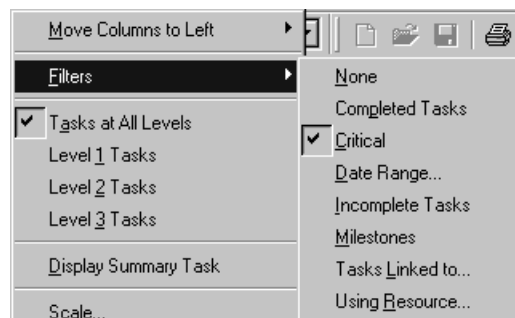 Move Columns to Left
Filters
Tasks at All Levels
Level 1 Tasks
Level 2 Tasks
Level 3 Tasks
Display Summary Task
Scale...
None
Completed Tasks
Critical
Date Range...
Incomplete Tasks
Milestones
Tasks Linked to...
Using Resource...